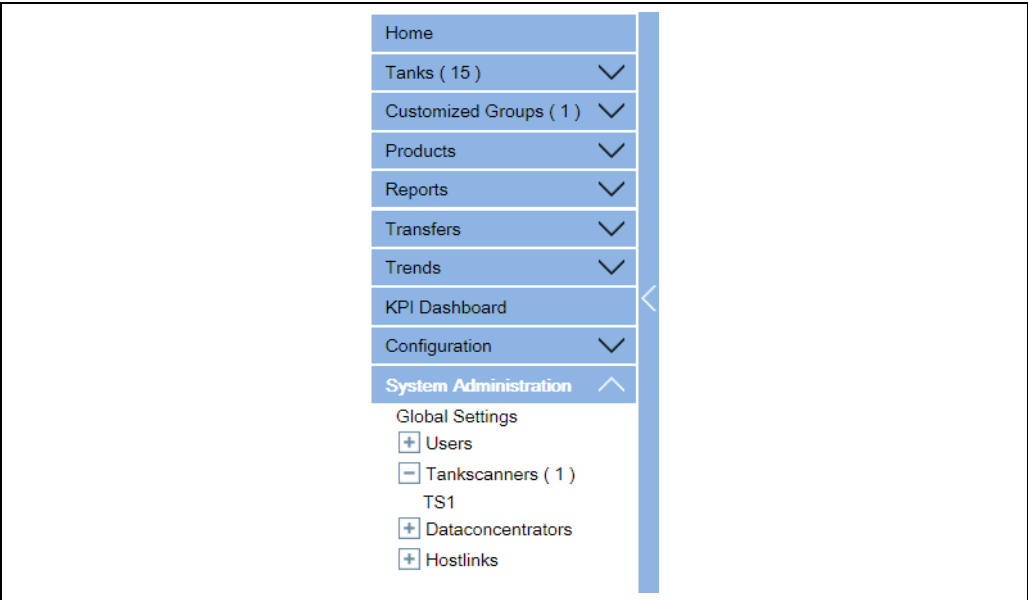 Home
Tanks ( 15 )
Customized Groups ( 1 )
Products
Reports
Transfers
Trends
KPI Dashboard
Configuration
System Administration
Global Settings
Users
Tankscanners ( 1 )
TS1
Dataconcentrators
Hostlinks